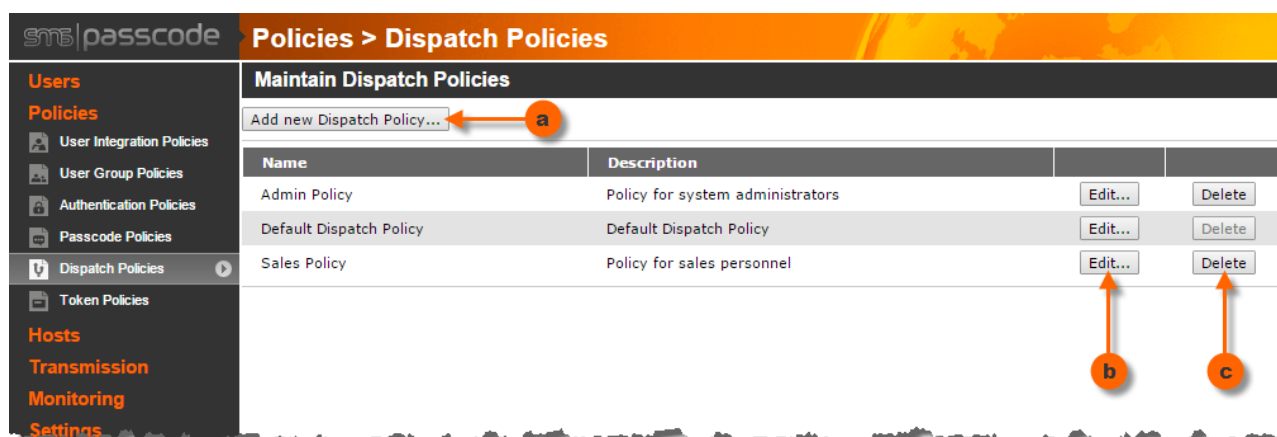 sms|passcode
Policies > Dispatch Policies
Users
Policies
User Integration Policies
User Group Policies
Authentication Policies
Passcode Policies
Dispatch Policies
Token Policies
Hosts
Transmission
Monitoring
Settings
Maintain Dispatch Policies
Add new Dispatch Policy...
a
Name Description
Admin Policy Policy for system administrators Edit... Delete
Default Dispatch Policy Default Dispatch Policy Edit... Delete
Sales Policy Policy for sales personnel Edit... Delete
b c